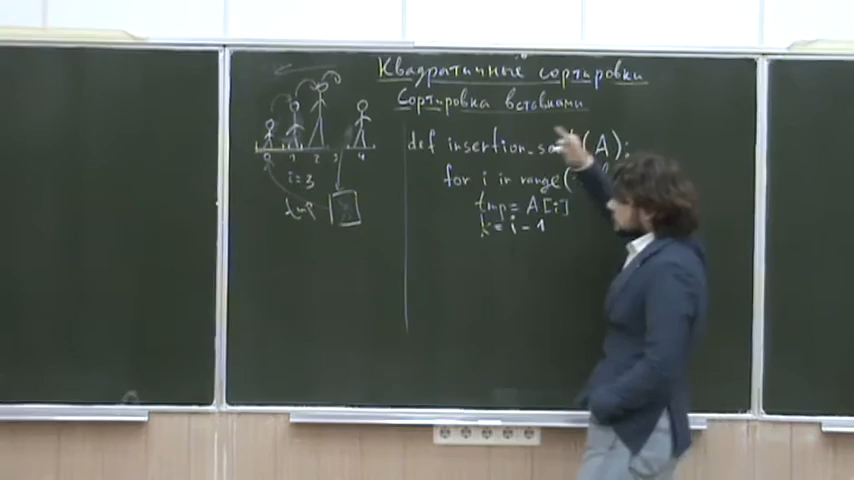 Квадратичные сортировки
Сортировка вставками
def insertion_so (A):
for i in range(
tmp = A[i]
k = i - 1
0 1 2 3 4
i = 3
tmp